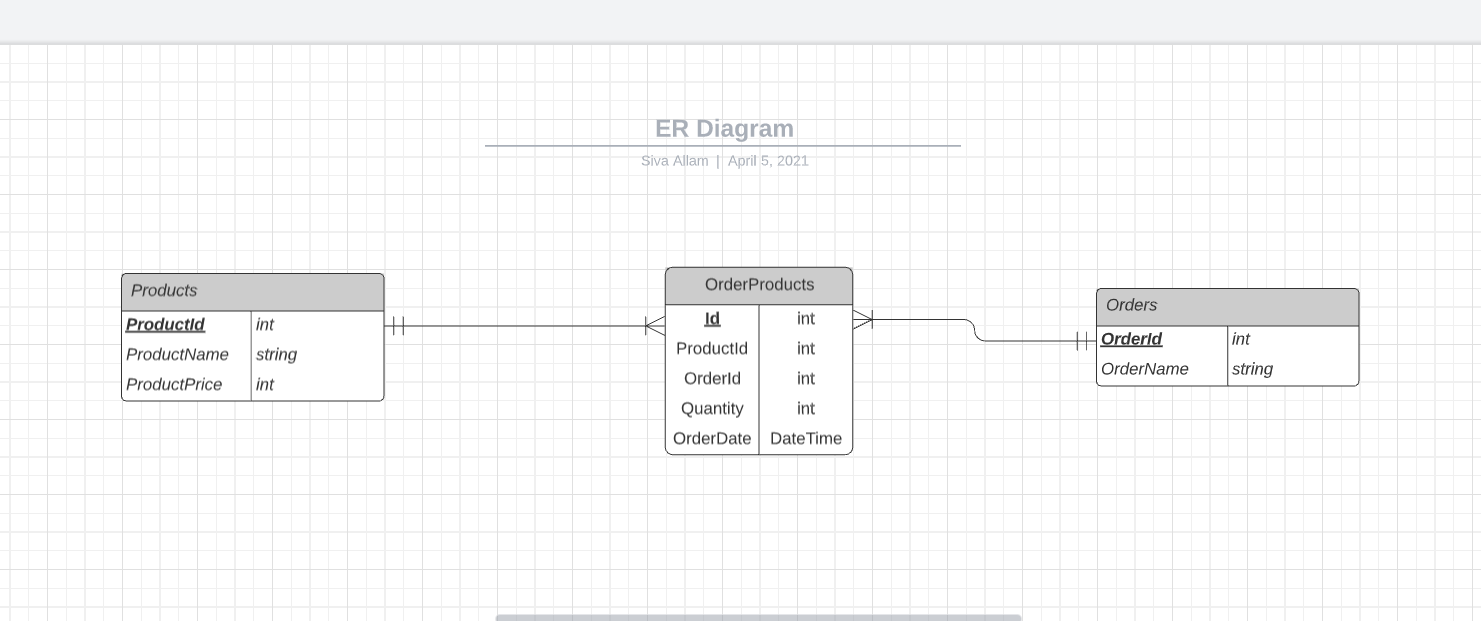 ER Diagram
Siva Allam | April 5, 2021
Products
ProductId int
ProductName string
ProductPrice int
OrderProducts
Id int
ProductId int
OrderId int
Quantity int
OrderDate DateTime
Orders
OrderId int
OrderName string